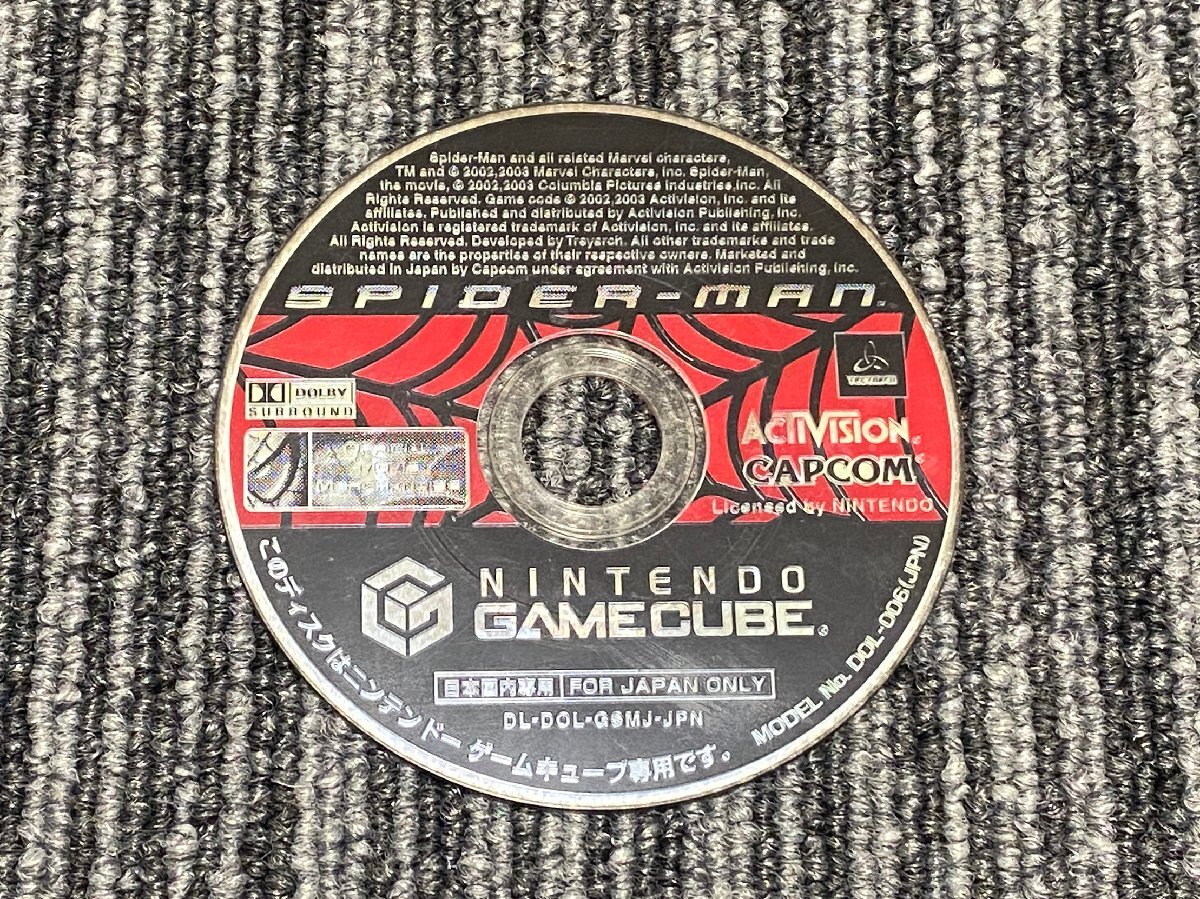 Spider-Man and all related Marvel characters,
TM and © 2002,2003 Marvel Characters, Inc. Spider-Man,
the movie, © 2002,2003 Columbia Pictures Industries,Inc. All
Rights Reserved. Game code © 2002,2003 Activision, Inc. and its
affiliates. Published and distributed by Activision Publishing, Inc.
Activision is registered trademark of Activision, Inc. and its affiliates.
All Rights Reserved. Developed by Treyarch. All other trademarks and trade
names are the properties of their respective owners. Marketed and
distributed in Japan by Capcom under agreement with Activision Publishing, Inc.
SPIDER-MAN
DOLBY
SURROUND
TREYARCH
ACTIVISION®
CAPCOM®
Licensed by NINTENDO
NINTENDO
GAMECUBE®
日本国内専用 FOR JAPAN ONLY
DL-DOL-GSMJ-JPN
このディスクはニンテンドーゲームキューブ専用です。
MODEL No. DOL-006(JPN)